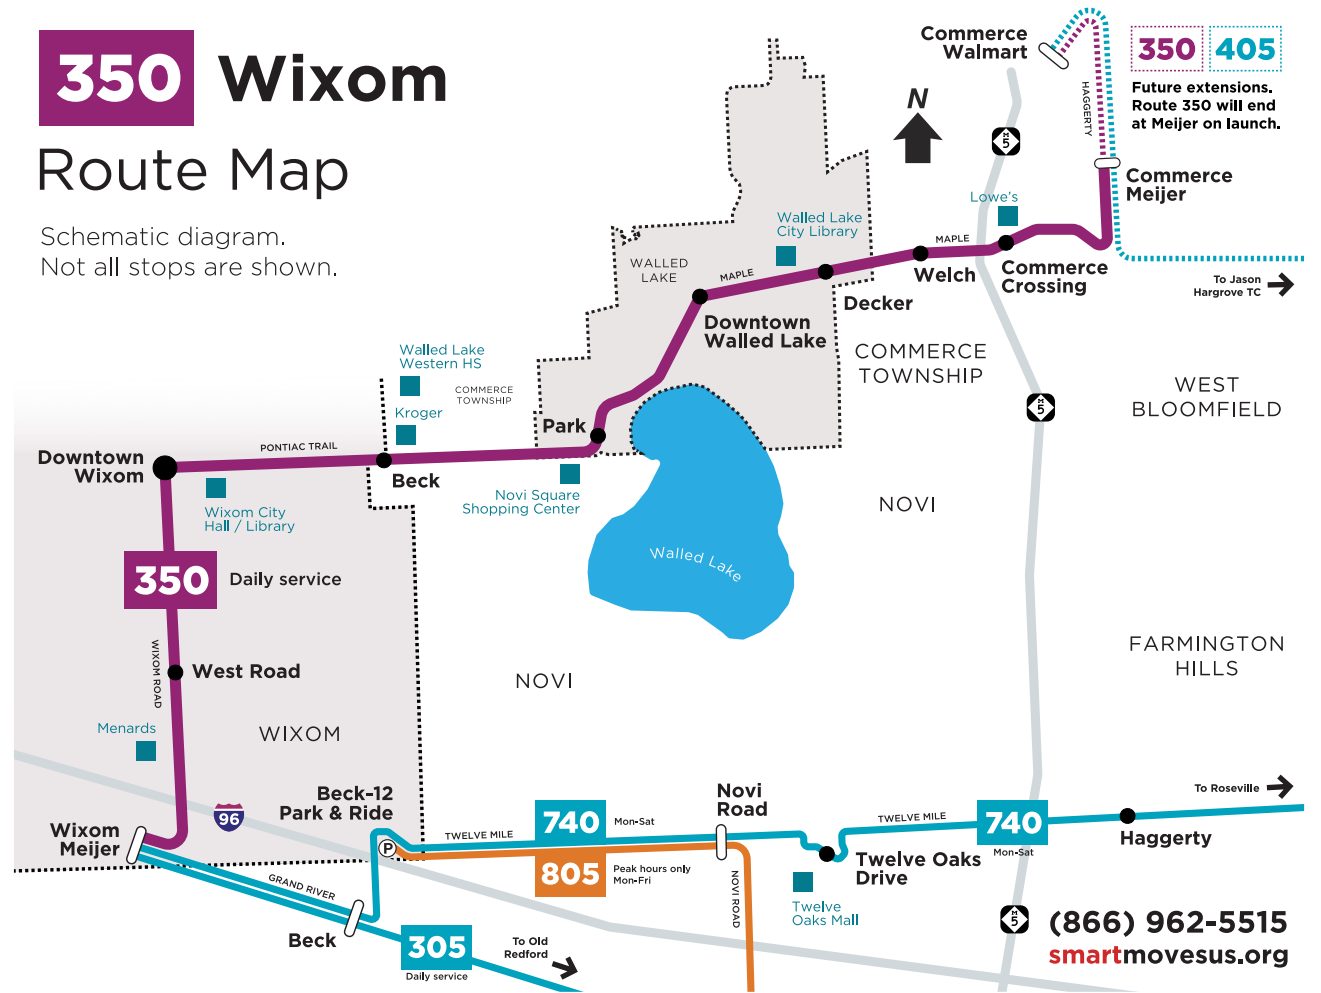 350 Wixom
Route Map
Schematic diagram.
Not all stops are shown.
Commerce
Walmart
350 405
Future extensions.
Route 350 will end
at Meijer on launch.
HAGGERTY
N
M
5
Commerce
Meijer
Lowe's
Walled Lake
City Library
MAPLE
Welch
Commerce
Crossing
To Jason
Hargrove TC
WALLED
LAKE
MAPLE
Decker
Downtown
Walled Lake
COMMERCE
TOWNSHIP
WEST
BLOOMFIELD
M
5
Walled Lake
Western HS
COMMERCE
TOWNSHIP
Kroger
Park
PONTIAC TRAIL
Downtown
Wixom
Beck
Novi Square
Shopping Center
Wixom City
Hall / Library
NOVI
Walled Lake
350 Daily service
WIXOM ROAD
West Road
FARMINGTON
HILLS
NOVI
Menards
WIXOM
96
Beck-12
Park & Ride
P
Wixom
Meijer
TWELVE MILE
740 Mon-Sat
805 Peak hours only
Mon-Fri
Novi
Road
NOVI ROAD
TWELVE MILE
740
Mon-Sat
To Roseville
Haggerty
Twelve Oaks
Drive
Twelve
Oaks Mall
GRAND RIVER
Beck
305
Daily service
To Old
Redford
M
5
(866) 962-5515
smartmovesus.org